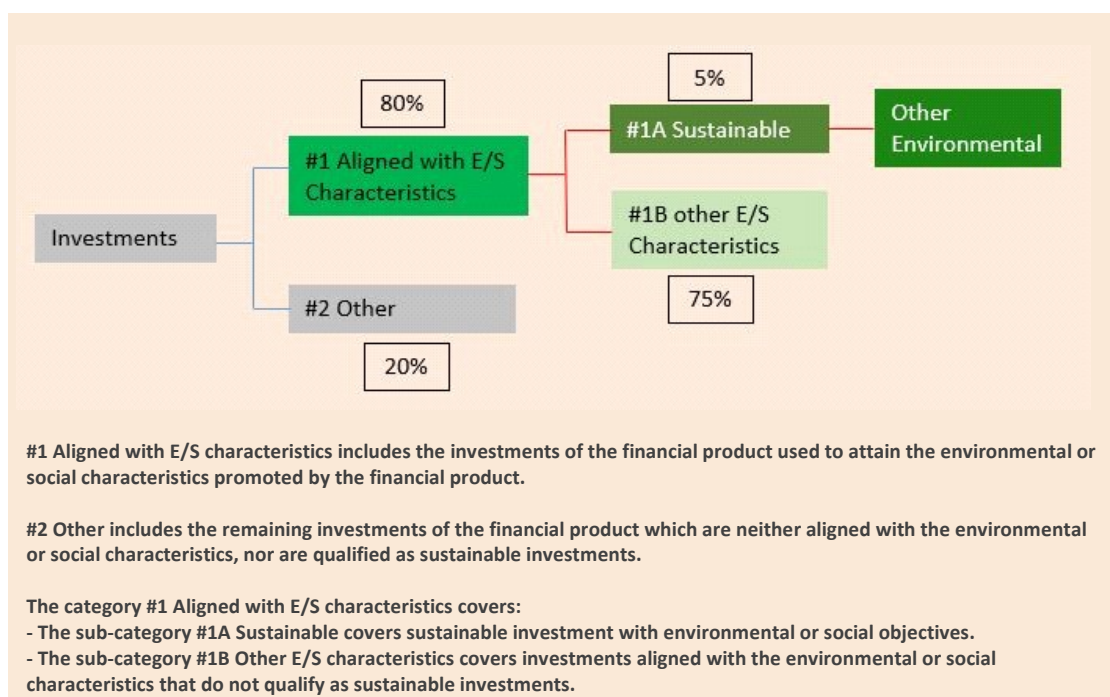 80%
5%
Other
Environmental
#1A Sustainable
#1 Aligned with E/S
Characteristics
#1B other E/S
Characteristics
Investments
75%
#2 Other
20%
#1 Aligned with E/S characteristics includes the investments of the financial product used to attain the environmental or
social characteristics promoted by the financial product.
#2 Other includes the remaining investments of the financial product which are neither aligned with the environmental
or social characteristics, nor are qualified as sustainable investments.
The category #1 Aligned with E/S characteristics covers:
- The sub-category #1A Sustainable covers sustainable investment with environmental or social objectives.
- The sub-category #1B Other E/S characteristics covers investments aligned with the environmental or social
characteristics that do not qualify as sustainable investments.